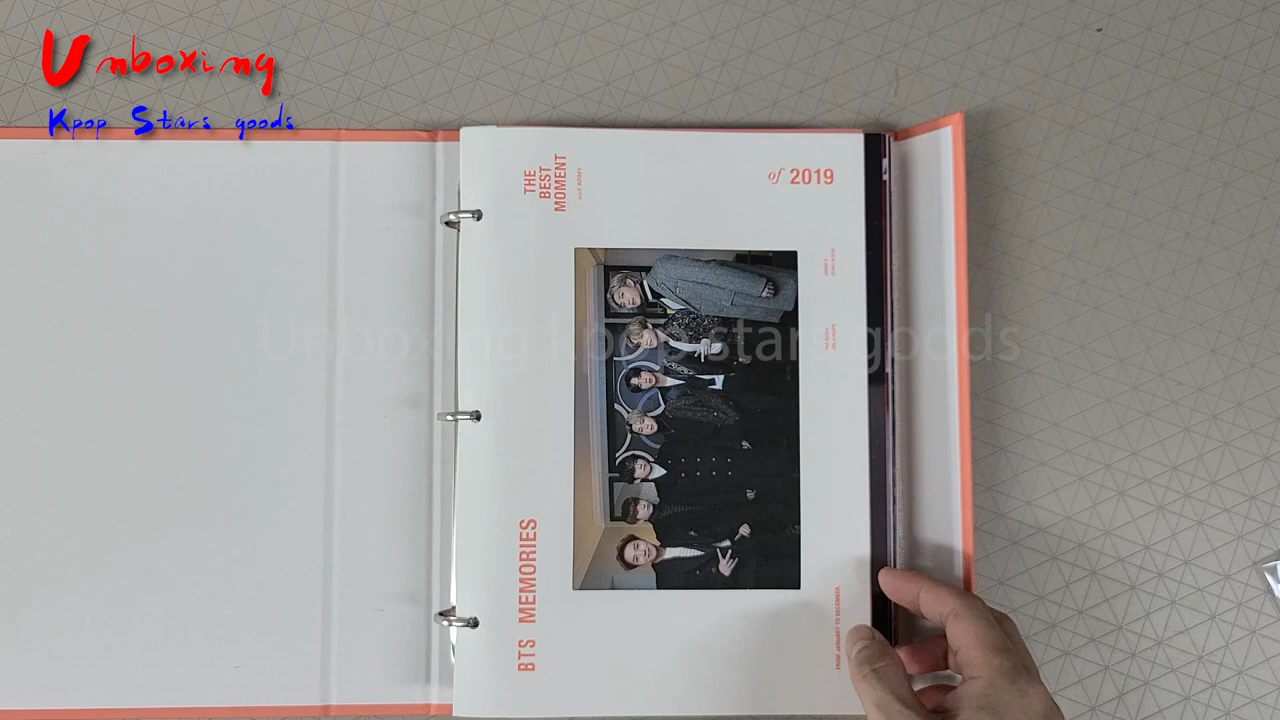 Unboxing
Kpop Stars goods
THE
BEST
MOMENT
with ARMY
of 2019
Unboxing kpop stars goods
BTS MEMORIES
FROM JANUARY TO DECEMBER.